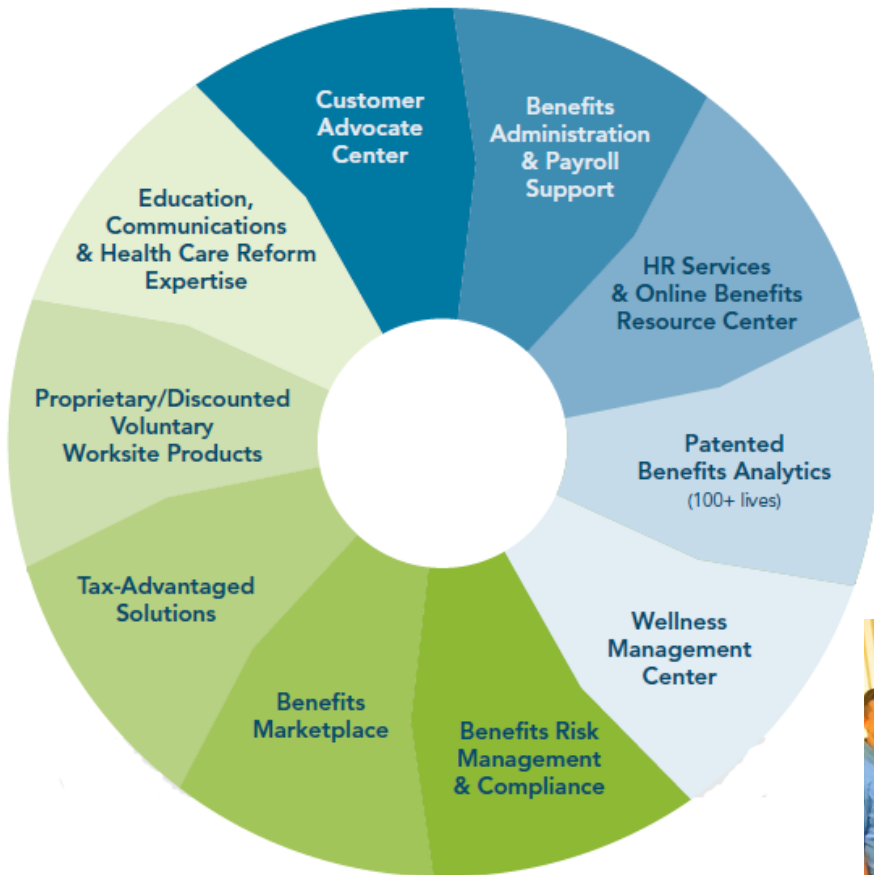 Customer
Advocate
Center
Benefits
Administration
& Payroll
Support
HR Services
& Online Benefits
Resource Center
Patented
Benefits Analytics
(100+ lives)
Wellness
Management
Center
Benefits Risk
Management
& Compliance
Benefits
Marketplace
Tax-Advantaged
Solutions
Proprietary/Discounted
Voluntary
Worksite Products
Education,
Communications
& Health Care Reform
Expertise